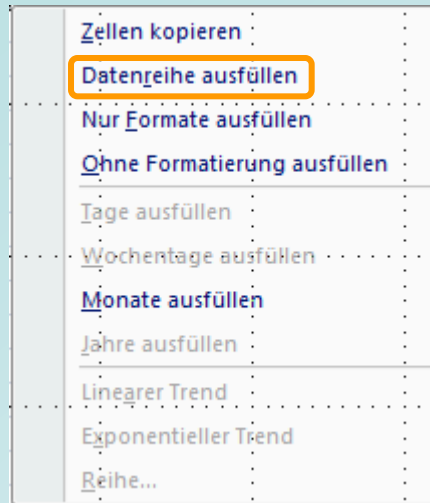 Zellen kopieren
Datenreihe ausfüllen
Nur Formate ausfüllen
Ohne Formatierung ausfüllen
Tage ausfüllen
Wochentage ausfüllen
Monate ausfüllen
Jahre ausfüllen
Linearer Trend
Exponentieller Trend
Reihe...